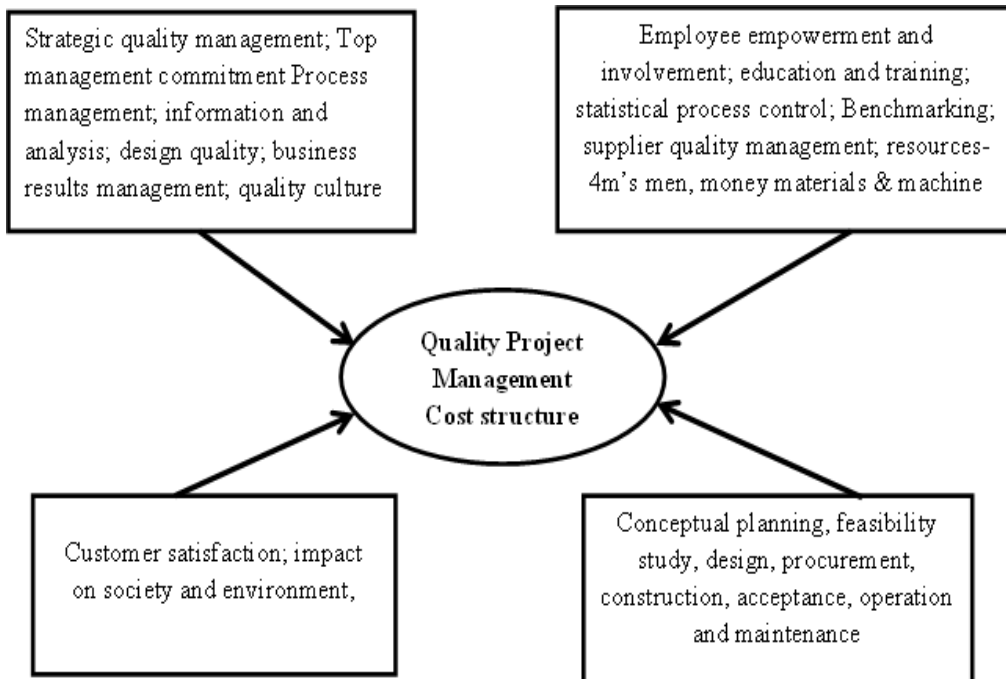 Strategic quality management; Top
management commitment Process
management; information and
analysis; design quality; business
results management; quality culture
Employee empowerment and
involvement; education and training;
statistical process control; Benchmarking;
supplier quality management; resources-
4m's men, money materials & machine
Quality Project
Management
Cost structure
Customer satisfaction; impact
on society and environment,
Conceptual planning, feasibility
study, design, procurement,
construction, acceptance, operation
and maintenance